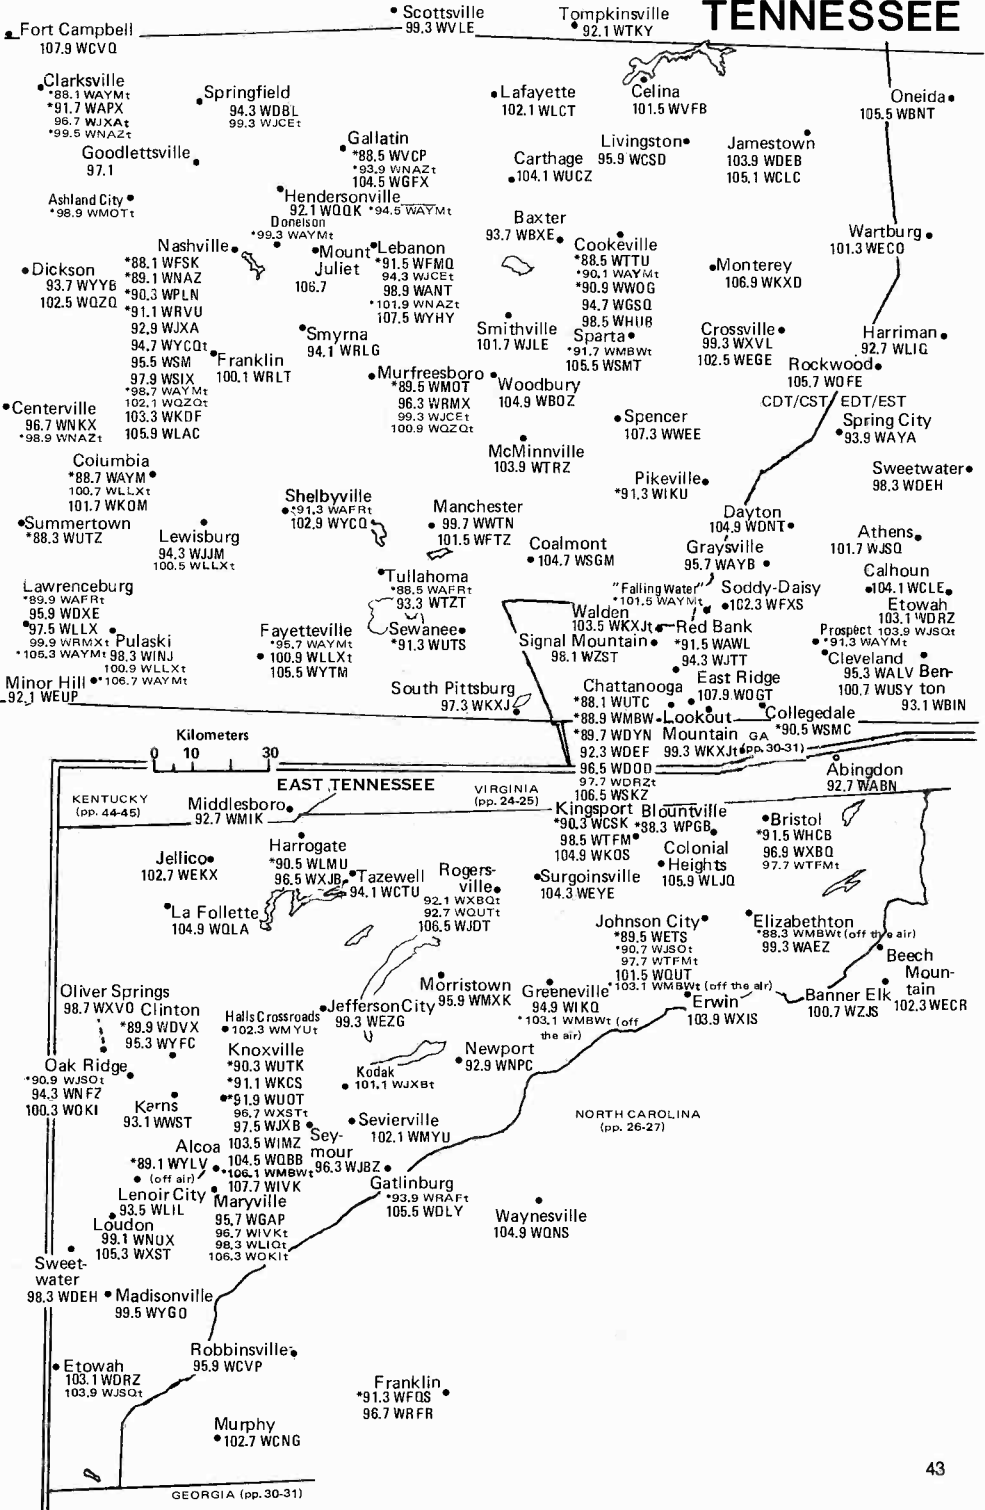 TENNESSEE
Fort Campbell
107.9 WCVQ
Scottsville
99.3 WVLE
Tompkinsville
92.1 WTKY
Clarksville
*88.1 WAYMt
*91.7 WAPX
96.7 WJXAt
*99.5 WNAZt
Springfield
94.3 WDBL
99.3 WJCEt
Lafayette
102.1 WLCT
Celina
101.5 WVFB
Oneida
105.5 WBNT
Goodlettsville
97.1
Gallatin
*88.5 WVCP
*93.9 WNAZt
104.5 WGFX
Carthage
104.1 WUCZ
Livingston
95.9 WCSD
Jamestown
103.9 WDEB
105.1 WCLC
Ashland City
*98.9 WMOTt
Hendersonville
92.1 WQQK *94.5 WAYMt
Donelson
*99.3 WAYMt
Baxter
93.7 WBXE
Wartburg
101.3 WECO
Dickson
93.7 WYYB
102.5 WQZQ
Nashville
*88.1 WFSK
*89.1 WNAZ
*90.3 WPLN
*91.1 WRVU
92.9 WJXA
94.7 WYCQt
95.5 WSM
97.9 WSIX
*98.7 WAYMt
102.1 WQZQt
103.3 WKDF
105.9 WLAC
Mount
Juliet
106.7
Lebanon
*91.5 WFMQ
94.3 WJCEt
98.9 WANT
*101.9 WNAZt
107.5 WYHY
Cookeville
*88.5 WTTU
*90.1 WAYMt
*90.9 WWOG
94.7 WGSQ
98.5 WHUB
Monterey
106.9 WKXD
Smyrna
94.1 WRLG
Smithville
101.7 WJLE
Sparta
*91.7 WMBWt
105.5 WSMT
Crossville
99.3 WXVL
102.5 WEGE
Harriman
92.7 WLIQ
Rockwood
105.7 WOFE
Franklin
100.1 WRLT
Murfreesboro
*89.5 WMOT
96.3 WRMX
99.3 WJCEt
100.9 WQZQt
Woodbury
104.9 WBOZ
CDT/CST EDT/EST
Centerville
96.7 WNKX
*98.9 WNAZt
Spencer
107.3 WWEE
Spring City
*93.9 WAYA
McMinnville
103.9 WTRZ
Columbia
*88.7 WAYM
100.7 WLLXt
101.7 WKOM
Pikeville
*91.3 WIKU
Sweetwater
98.3 WDEH
Shelbyville
*91.3 WAFRt
102.9 WYCQ
Manchester
99.7 WWTN
101.5 WFTZ
Dayton
104.9 WDNT
Summertown
*88.3 WUTZ
Lewisburg
94.3 WJJM
100.5 WLLXt
Coalmont
104.7 WSGM
Graysville
95.7 WAYB
Athens
101.7 WJSQ
Calhoun
104.1 WCLE
Lawrenceburg
*89.9 WAFRt
95.9 WDXE
*97.5 WLLX
99.9 WRMXt
*105.3 WAYMt
Pulaski
98.3 WINJ
100.9 WLLXt
*106.7 WAYMt
Tullahoma
*88.5 WAFRt
93.3 WTZT
"Falling Water"
*101.5 WAYMt
Soddy-Daisy
102.3 WFXS
Etowah
103.1 WDRZ
103.9 WJSQt
Prospect
*91.3 WAYMt
Walden
103.5 WKXJt
Red Bank
*91.5 WAWL
94.3 WJTT
Fayetteville
*95.7 WAYMt
100.9 WLLXt
105.5 WYTM
Sewanee
*91.3 WUTS
Signal Mountain
98.1 WZST
Cleveland
95.3 WALV
100.7 WUSY
Ben-
ton
93.1 WBIN
Minor Hill
92.1 WEUP
South Pittsburg
97.3 WKXJ
Chattanooga
*88.1 WUTC
*88.9 WMBW
*89.7 WDYN
92.3 WDEF
96.5 WDOD
97.7 WDRZt
106.5 WSKZ
East Ridge
107.9 WOGT
Lookout
Mountain
99.3 WKXJt
GA
(pp. 30-31)
Collegedale
*90.5 WSMC
Kilometers
0 10 30
EAST TENNESSEE
KENTUCKY
(pp. 44-45)
VIRGINIA
(pp. 24-25)
Abingdon
92.7 WABN
Middlesboro
92.7 WMIK
Kingsport
*90.3 WCSK
98.5 WTFM
104.9 WKOS
Blountville
*88.3 WPGB
Bristol
*91.5 WHCB
96.9 WXBQ
97.7 WTFMt
Harrogate
*90.5 WLMU
96.5 WXJB
Jellico
102.7 WEKX
Tazewell
94.1 WCTU
Rogers-
ville
92.1 WXBQt
92.7 WQUTt
106.5 WJDT
Surgoinsville
104.3 WEYE
Colonial
Heights
105.9 WLJQ
La Follette
104.9 WQLA
Johnson City
*89.5 WETS
*90.7 WJSOt
97.7 WTFMt
101.5 WQUT
*103.1 WMBWt (off the air)
Elizabethton
*88.3 WMBWt (off the air)
99.3 WAEZ
Beech
Moun-
tain
102.3 WECR
Oliver Springs
98.7 WXVO
Clinton
*89.9 WDVX
95.3 WYFC
Halls Crossroads
102.3 WMYUt
Jefferson City
99.3 WEZG
Morristown
95.9 WMXK
Greeneville
94.9 WIKQ
*103.1 WMBWt (off
the air)
Erwin
103.9 WXIS
Banner Elk
100.7 WZJS
Oak Ridge
*90.9 WJSOt
94.3 WNFZ
100.3 WOKI
Knoxville
*90.3 WUTK
*91.1 WKCS
*91.9 WUOT
96.7 WXSTt
97.5 WJXB
103.5 WIMZ
104.5 WQBB
*106.1 WMBWt
107.7 WIVK
Kodak
101.1 WJXBt
Newport
92.9 WNPC
Karns
93.1 WWST
Sevierville
102.1 WMYU
NORTH CAROLINA
(pp. 26-27)
Alcoa
*89.1 WYLV
(off air)
Sey-
mour
96.3 WJBZ
Gatlinburg
*93.9 WRAFt
105.5 WDLY
Lenoir City
93.5 WLIL
Maryville
95.7 WGAP
96.7 WIVKt
98.3 WLIQt
106.3 WOKIt
Loudon
99.1 WNUX
105.3 WXST
Waynesville
104.9 WQNS
Sweet-
water
98.3 WDEH
Madisonville
99.5 WYGO
Robbinsville
95.9 WCVP
Etowah
103.1 WDRZ
103.9 WJSQt
Franklin
*91.3 WFQS
96.7 WRFR
Murphy
*102.7 WCNG
GEORGIA (pp. 30-31)
43